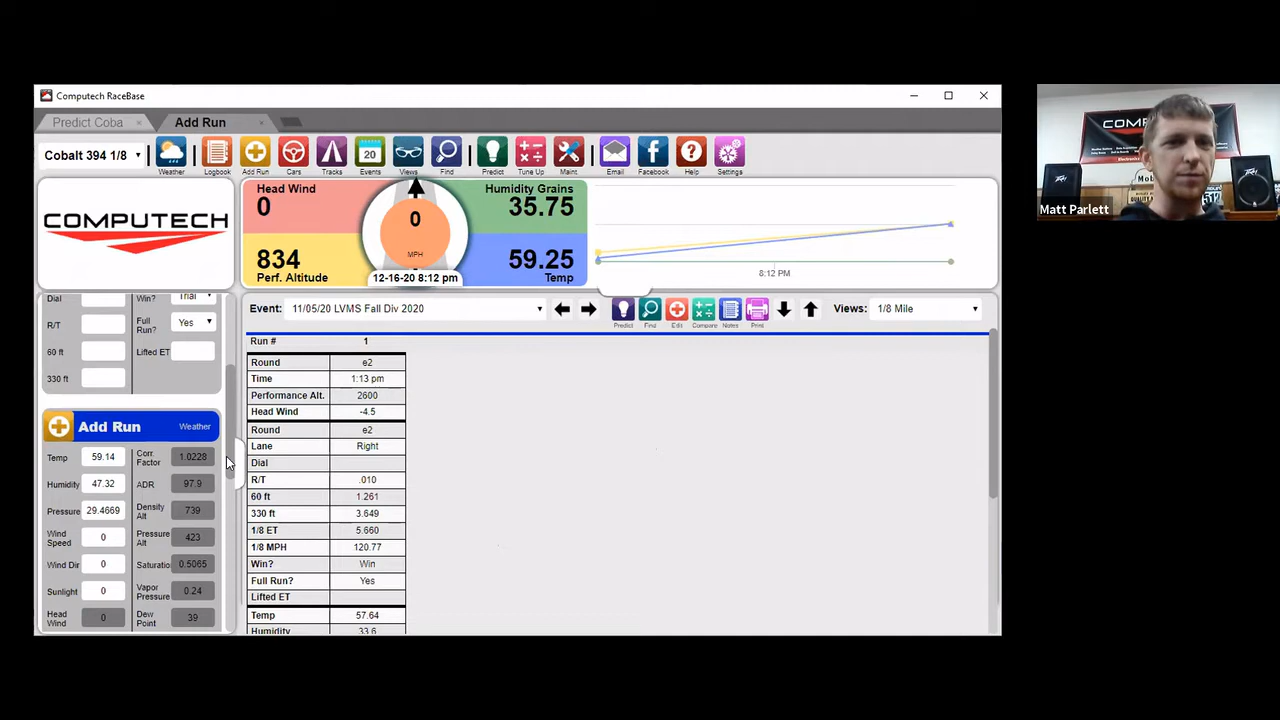 Computech RaceBase
Predict Coba ×
Add Run ×
Cobalt 394 1/8
Weather
Logbook
Add Run
Cars
Tracks
20
Events
Views
Find
Predict
Tune Up
Maint
Email
Facebook
Help
Settings
COMPUTECH
Head Wind
0
Humidity Grains
35.75
0
MPH
834
Perf. Altitude
59.25
Temp
12-16-20 8:12 pm
8:12 PM
Matt Parlett
Event: 11/05/20 LVMS Fall Div 2020
Predict
Find
Edit
Compare
Notes
Print
Views: 1/8 Mile
Dial
Win? Trial
R/T
Full Run? Yes
60 ft
Lifted ET
330 ft
Add Run Weather
Temp 59.14 Corr. Factor 1.0228
Humidity 47.32 ADR 97.9
Pressure 29.4669 Density Alt 739
Wind Speed 0 Pressure Alt 423
Wind Dir 0 Saturatio 0.5065
Sunlight 0 Vapor Pressure 0.24
Head Wind 0 Dew Point 39
Run # 1
Round e2
Time 1:13 pm
Performance Alt. 2600
Head Wind -4.5
Round e2
Lane Right
Dial
R/T .010
60 ft 1.261
330 ft 3.649
1/8 ET 5.660
1/8 MPH 120.77
Win? Win
Full Run? Yes
Lifted ET
Temp 57.64
Humidity 33.6